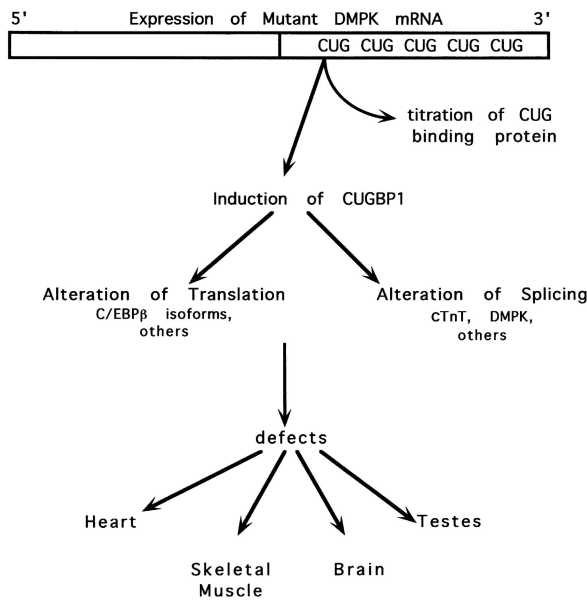 5' Expression of Mutant DMPK mRNA 3'
CUG CUG CUG CUG CUG
titration of CUG
binding protein
Induction of CUGBP1
Alteration of Translation
C/EBPβ isoforms,
others
Alteration of Splicing
cTnT, DMPK,
others
defects
Heart
Testes
Sketetal
Muscle
Brain